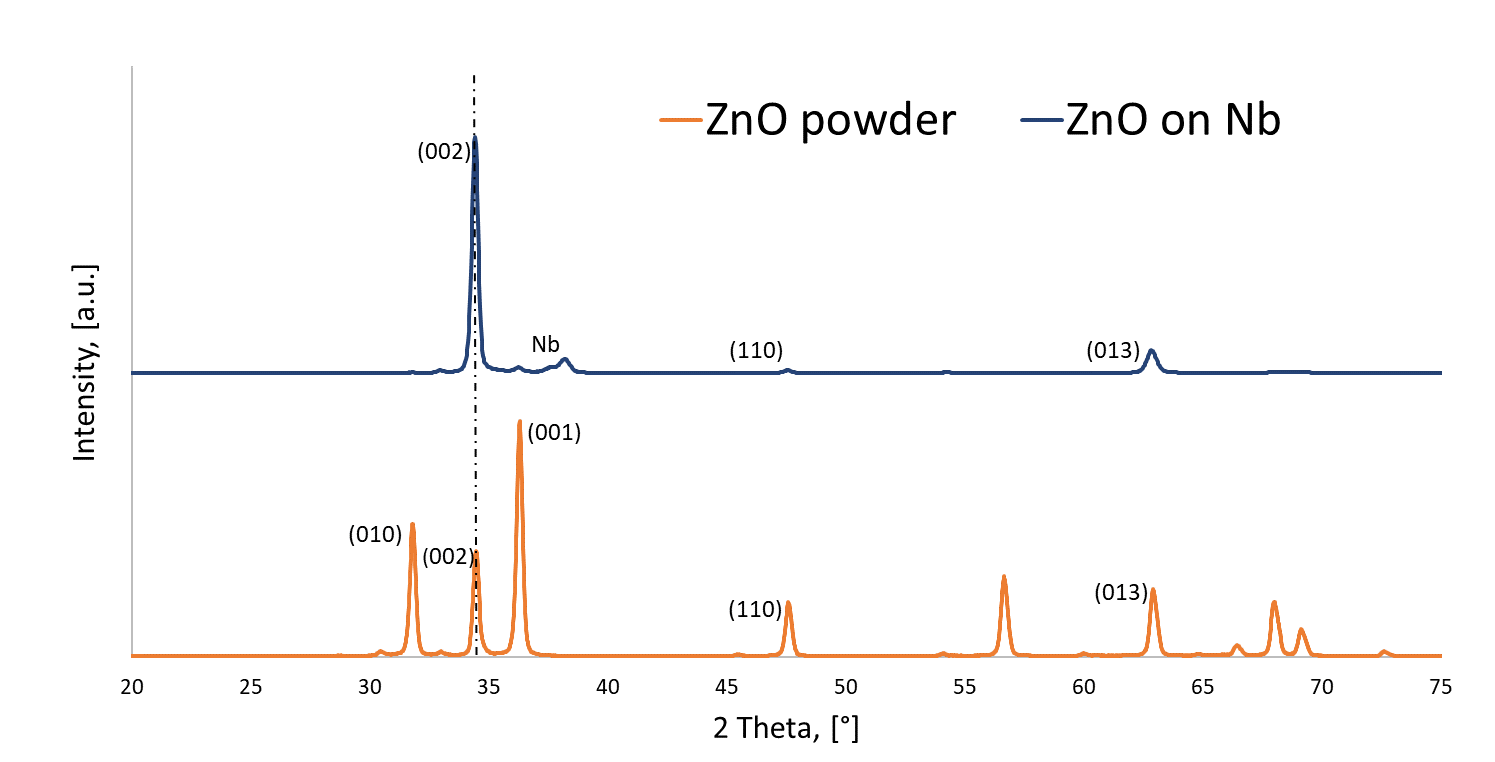 ZnO powder
ZnO on Nb
(002)
Nb
(110)
(013)
Intensity, [a.u.]
(001)
(010)
(002)
(110)
(013)
20 25 30 35 40 45 50 55 60 65 70 75
2 Theta, [°]